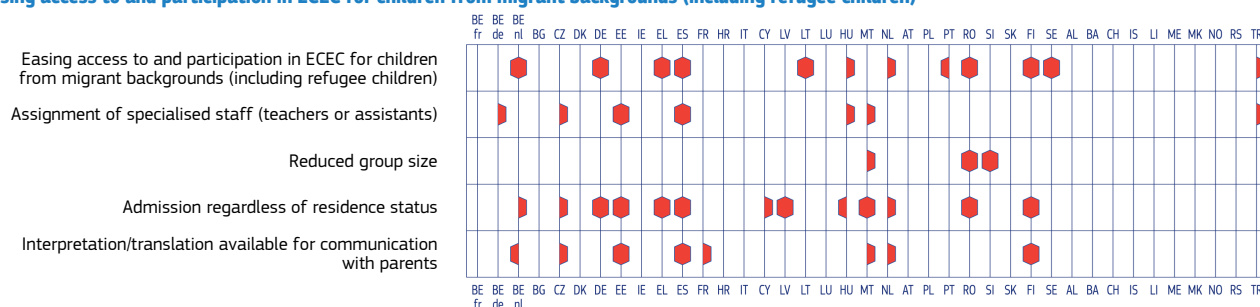 sing access to and participation in ECEC for children from migrant backgrounds (including refugee children)
BE BE BE
fr de nl BG CZ DK DE EE IE EL ES FR HR IT CY LV LT LU HU MT NL AT PL PT RO SI SK FI SE AL BA CH IS LI ME MK NO RS TR
Easing access to and participation in ECEC for children
from migrant backgrounds (including refugee children)
Assignment of specialised staff (teachers or assistants)
Reduced group size
Admission regardless of residence status
Interpretation/translation available for communication
with parents
BE BE BE BG CZ DK DE EE IE EL ES FR HR IT CY LV LT LU HU MT NL AT PL PT RO SI SK FI SE AL BA CH IS LI ME MK NO RS TR
fr de nl